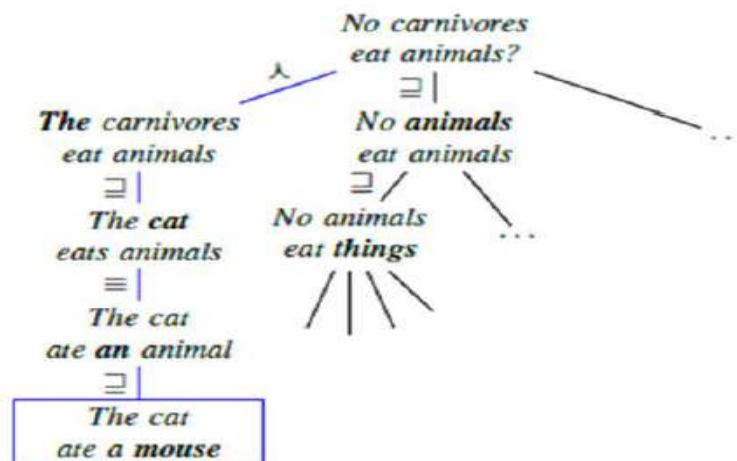 No carnivores
eat animals?
⋏
⊒
The carnivores
eat animals
No animals
eat animals
. .
⊒
⊒
The cat
eats animals
No animals
eat things
. . .
≡
The cat
ate an animal
⊒
The cat
ate a mouse